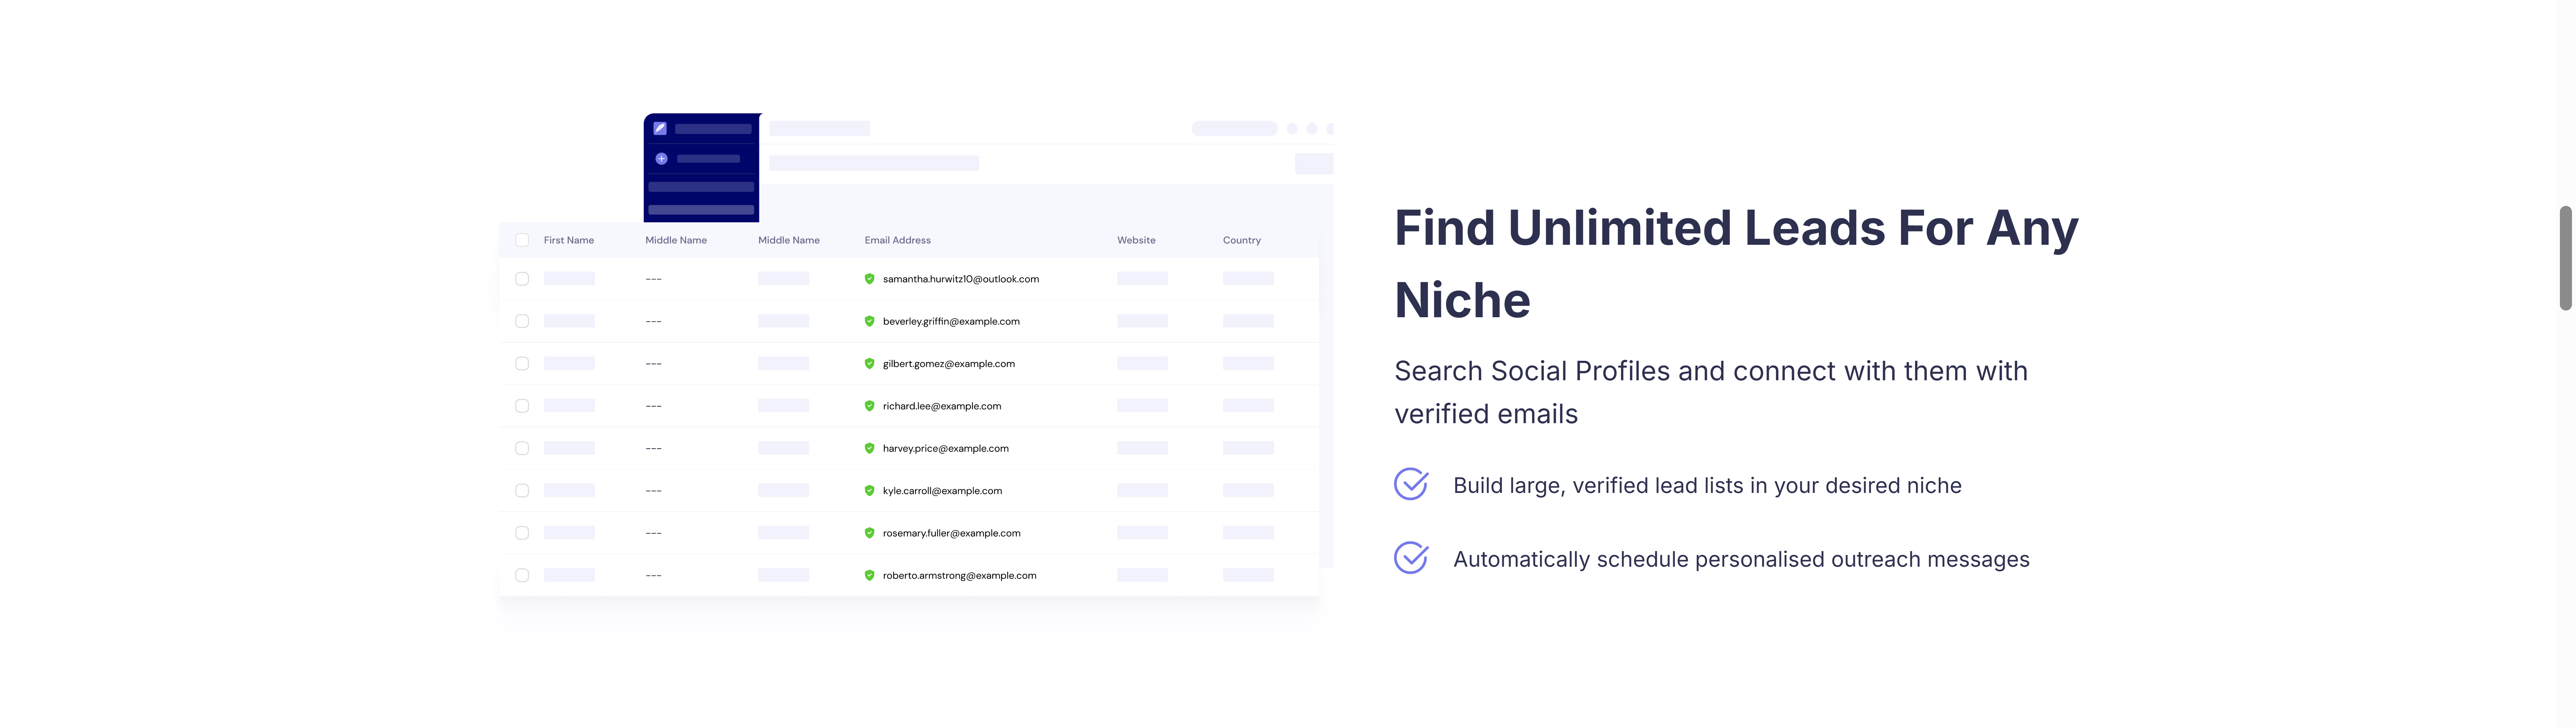 First Name Middle Name Middle Name Email Address Website Country
--- samantha.hurwitz10@outlook.com
--- beverley.griffin@example.com
--- gilbert.gomez@example.com
--- richard.lee@example.com
--- harvey.price@example.com
--- kyle.carroll@example.com
--- rosemary.fuller@example.com
--- roberto.armstrong@example.com
Find Unlimited Leads For Any
Niche
Search Social Profiles and connect with them with
verified emails
Build large, verified lead lists in your desired niche
Automatically schedule personalised outreach messages